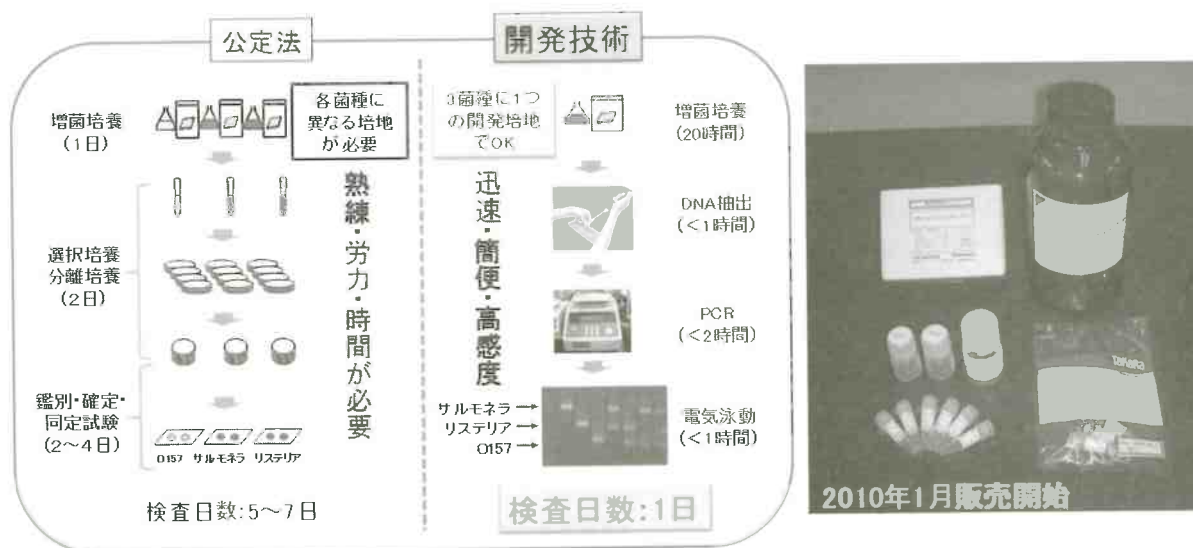 公定法
増菌培養
(1日)
各菌種に
異なる培地
が必要
選択培養
分離培養
(2日)
鑑別・確定・
同定試験
(2～4日)
O157 サルモネラ リステリア
熟練・労力・時間が必要
検査日数:5～7日
開発技術
3菌種に1つ
の開発培地
でOK
増菌培養
(20時間)
迅速・簡便・高感度
DNA抽出
(<1時間)
PCR
(<2時間)
サルモネラ
リステリア
O157
電気泳動
(<1時間)
検査日数:1日
TaKaRa
2010年1月販売開始